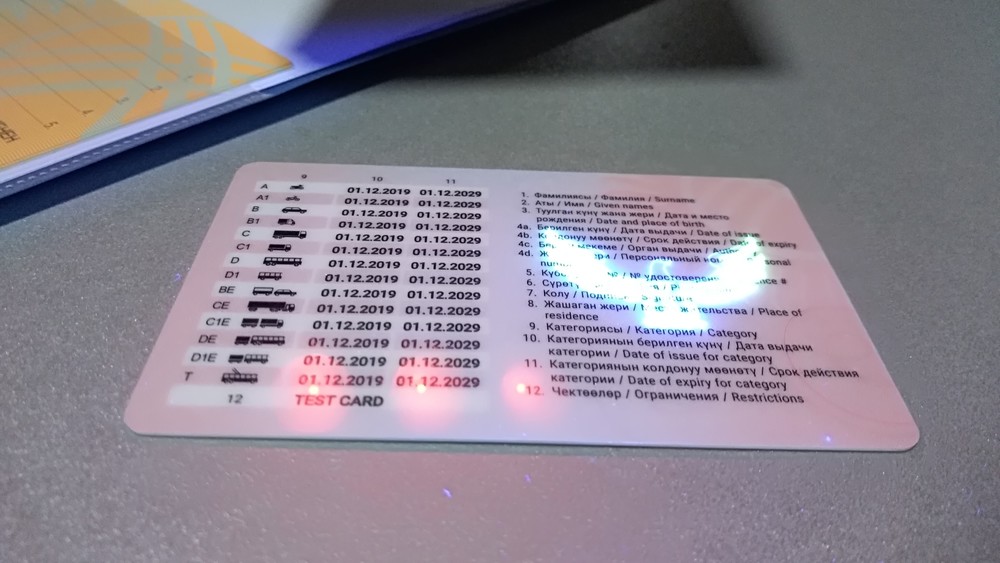 9 10 11
A 01.12.2019 01.12.2029
A1 01.12.2019 01.12.2029
B 01.12.2019 01.12.2029
B1 01.12.2019 01.12.2029
C 01.12.2019 01.12.2029
C1 01.12.2019 01.12.2029
D 01.12.2019 01.12.2029
D1 01.12.2019 01.12.2029
BE 01.12.2019 01.12.2029
CE 01.12.2019 01.12.2029
C1E 01.12.2019 01.12.2029
DE 01.12.2019 01.12.2029
D1E 01.12.2019 01.12.2029
T 01.12.2019 01.12.2029
12 TEST CARD
1. Фамилиясы / Фамилия / Surname
2. Аты / Имя / Given names
3. Туулган күнү жана жери / Дата и место
рождения / Date and place of birth
4a. Берилген күнү / Дата выдачи / Date of issue
4b. Колдонуу мөөнөтү / Срок действия / Date of expiry
4c. / Орган выдачи /
4d. / Персональный
5. / № удостоверения
6.
7. Колу /
8. Жашаган жери / / Place of
residence
9. Категориясы / Категория / Category
10. Категориянын берилген күнү / Дата выдачи
категории / Date of issue for category
11. Категориянын колдонуу мөөнөтү / Срок действия
категории / Date of expiry for category
12. Чектөөлөр / Ограничения / Restrictions